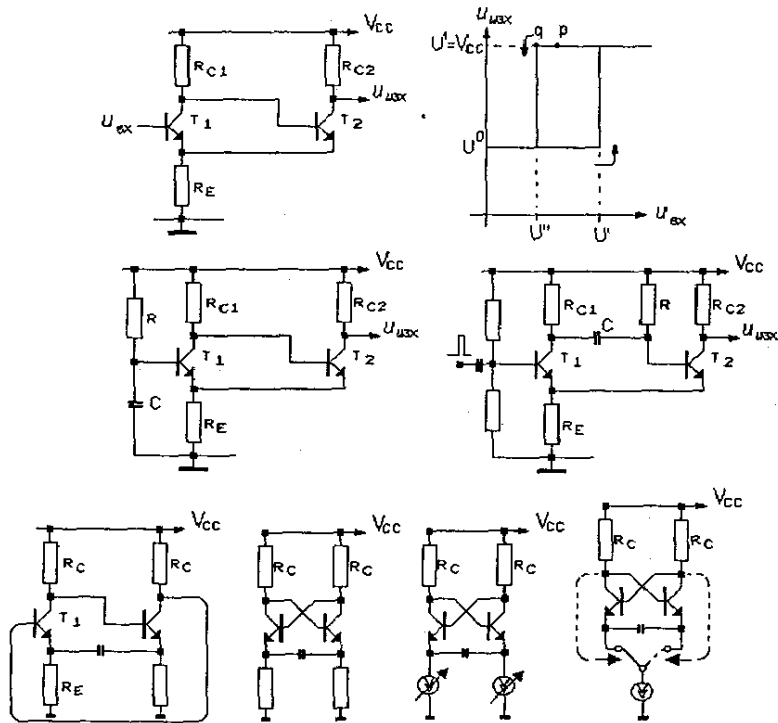 Vcc
Rc1
Rc2
T1
T2
uвх
uизх
RE
uизх
U'=Vcc
q
p
U⁰
U''
U'
uвх
Vcc
R
Rc1
Rc2
uизх
T1
T2
C
RE
Vcc
Rc1
R
Rc2
C
uизх
T1
T2
RE
Vcc
Rc
Rc
T1
RE
Vcc
Rc
Rc
Vcc
Rc
Rc
Vcc
Rc
Rc